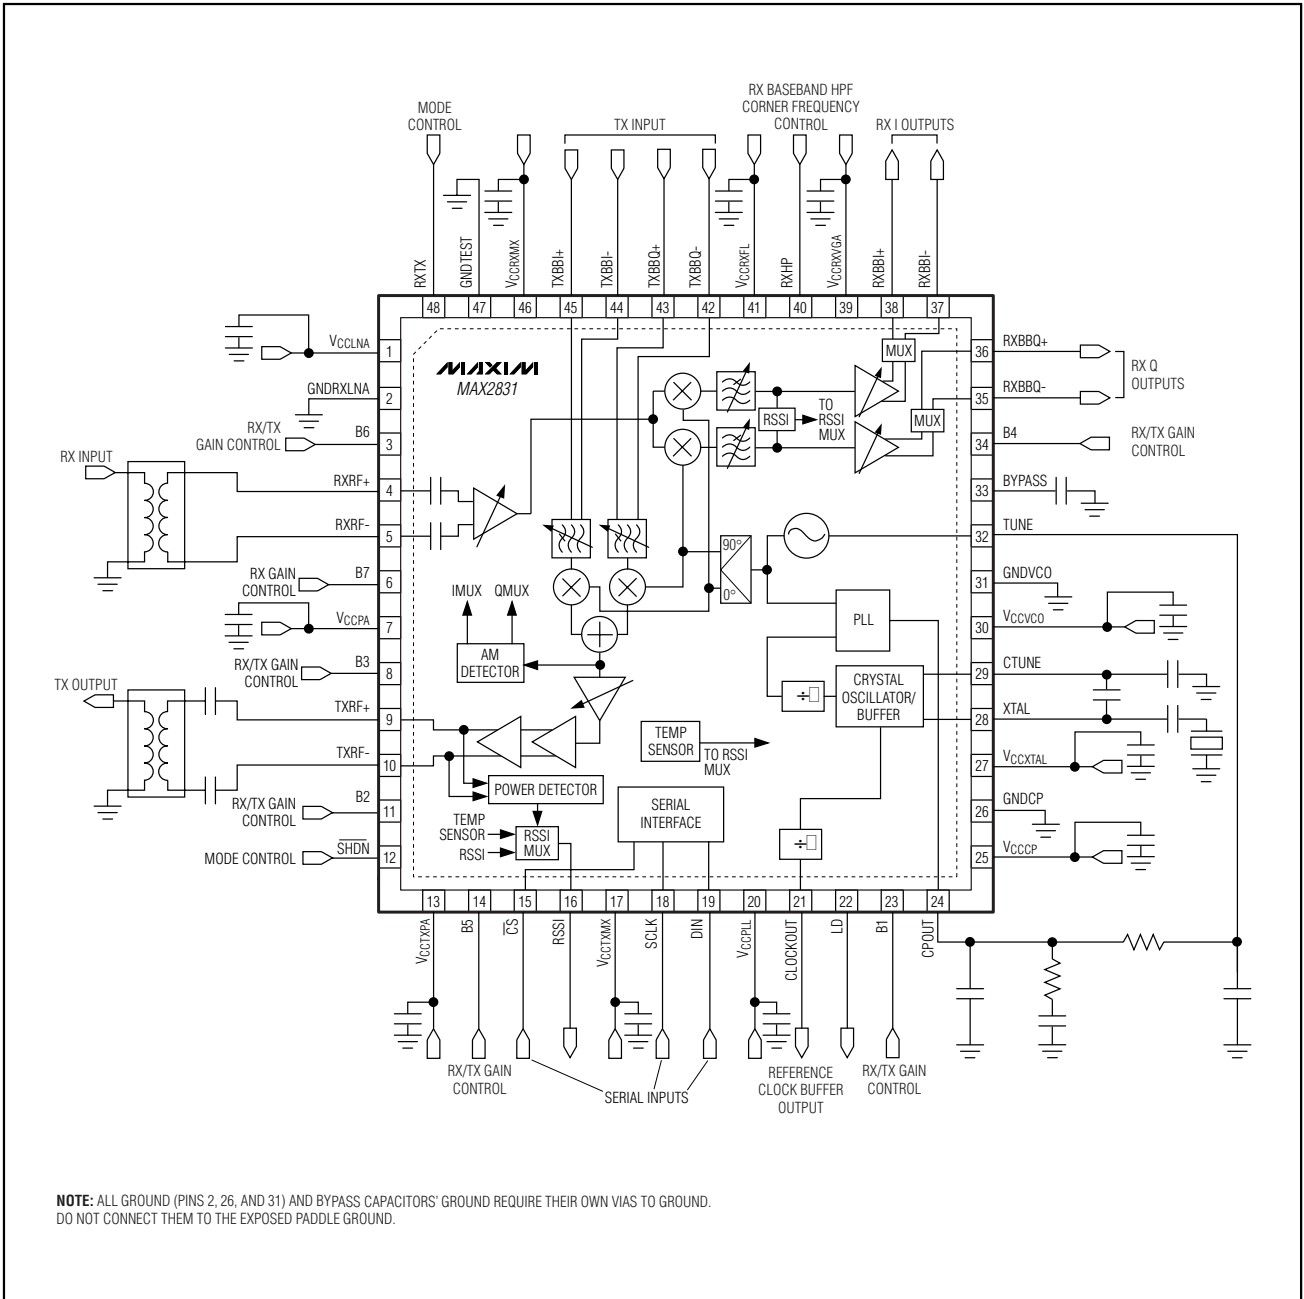 MODE
CONTROL
TX INPUT
RX BASEBAND HPF
CORNER FREQUENCY
CONTROL
RX I OUTPUTS
RXTX
GNDTEST
VCCRXMX
TXBBI+
TXBBI-
TXBBQ+
TXBBQ-
VCCRXFL
RXHP
VCCRXVGA
RXBBI+
RXBBI-
48
47
46
45
44
43
42
41
40
39
38
37
VCCLNA
1
GNDRXLNA
2
RX/TX
GAIN CONTROL
B6
3
RX INPUT
RXRF+
4
RXRF-
5
RX GAIN
CONTROL
B7
6
VCCPA
7
RX/TX GAIN
CONTROL
B3
8
TX OUTPUT
TXRF+
9
TXRF-
10
RX/TX GAIN
CONTROL
B2
11
MODE CONTROL
SHDN
12
MAXIM
MAX2831
MUX
MUX
RSSI
TO
RSSI
MUX
90°
0°
IMUX
QMUX
AM
DETECTOR
PLL
CRYSTAL
OSCILLATOR/
BUFFER
÷
TEMP
SENSOR
TO RSSI
MUX
POWER DETECTOR
SERIAL
INTERFACE
TEMP
SENSOR
RSSI
RSSI
MUX
÷
36
RXBBQ+
35
RXBBQ-
RX Q
OUTPUTS
34
B4
RX/TX GAIN
CONTROL
33
BYPASS
32
TUNE
31
GNDVCO
30
VCCVCO
29
CTUNE
28
XTAL
27
VCCXTAL
26
GNDCP
25
VCCCP
13
14
15
16
17
18
19
20
21
22
23
24
VCCTXPA
B5
CS
RSSI
VCCTXMX
SCLK
DIN
VCCPLL
CLOCKOUT
LD
B1
CPOUT
RX/TX GAIN
CONTROL
SERIAL INPUTS
REFERENCE
CLOCK BUFFER
OUTPUT
RX/TX GAIN
CONTROL
NOTE: ALL GROUND (PINS 2, 26, AND 31) AND BYPASS CAPACITORS' GROUND REQUIRE THEIR OWN VIAS TO GROUND.
DO NOT CONNECT THEM TO THE EXPOSED PADDLE GROUND.